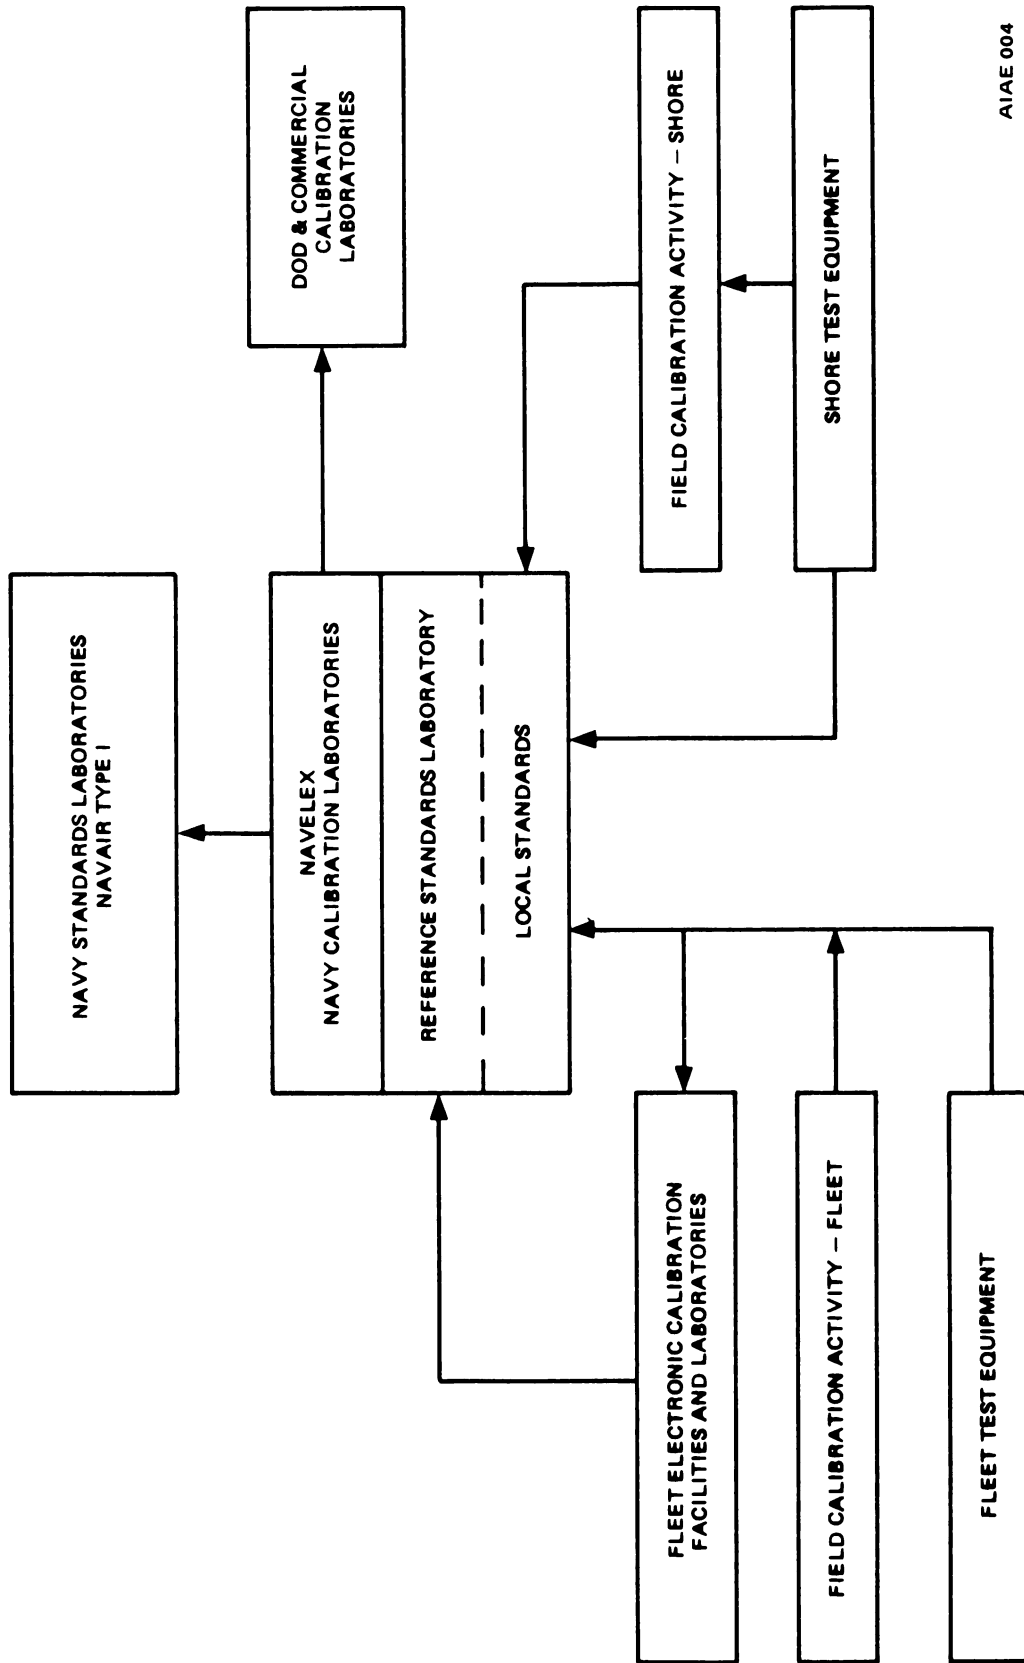 NAVY STANDARDS LABORATORIES
NAVAIR TYPE I
NAVELEX
NAVY CALIBRATION LABORATORIES
REFERENCE STANDARDS LABORATORY
LOCAL STANDARDS
DOD & COMMERCIAL
CALIBRATION
LABORATORIES
FLEET ELECTRONIC CALIBRATION
FACILITIES AND LABORATORIES
FIELD CALIBRATION ACTIVITY – FLEET
FLEET TEST EQUIPMENT
FIELD CALIBRATION ACTIVITY – SHORE
SHORE TEST EQUIPMENT
AIAE 004